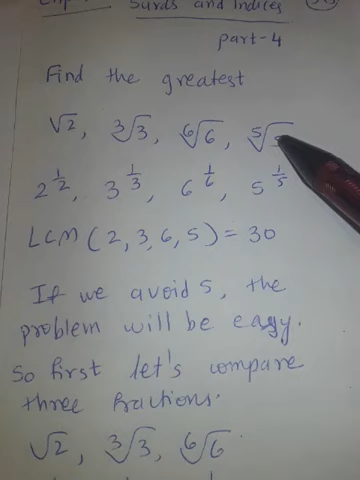 Surds and Indices
part-4
Find the greatest
√2, ∛3, ⁶√6, ⁵√5
2^{1/2}, 3^{1/3}, 6^{1/6}, 5^{1/5}
LCM (2,3,6,5) = 30
If we avoid 5, the
problem will be easy.
So first let's compare
three fractions.
√2, ∛3, ⁶√6